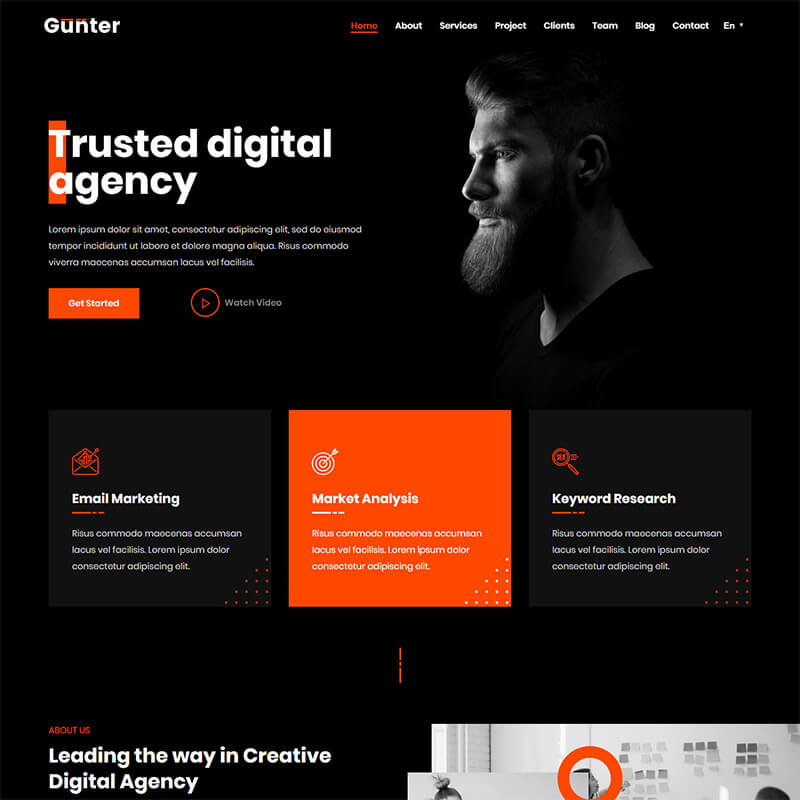 Gunter
Home About Services Project Clients Team Blog Contact En
Trusted digital
agency
Lorem ipsum dolor sit amet, consectetur adipiscing elit, sed do eiusmod
tempor incididunt ut labore et dolore magna aliqua. Risus commodo
viverra maecenas accumsan lacus vel facilisis.
Get Started
Watch Video
Email Marketing
Risus commodo maecenas accumsan
lacus vel facilisis. Lorem ipsum dolor
consectetur adipiscing elit.
Market Analysis
Risus commodo maecenas accumsan
lacus vel facilisis. Lorem ipsum dolor
consectetur adipiscing elit.
SEO
Keyword Research
Risus commodo maecenas accumsan
lacus vel facilisis. Lorem ipsum dolor
consectetur adipiscing elit.
ABOUT US
Leading the way in Creative
Digital Agency